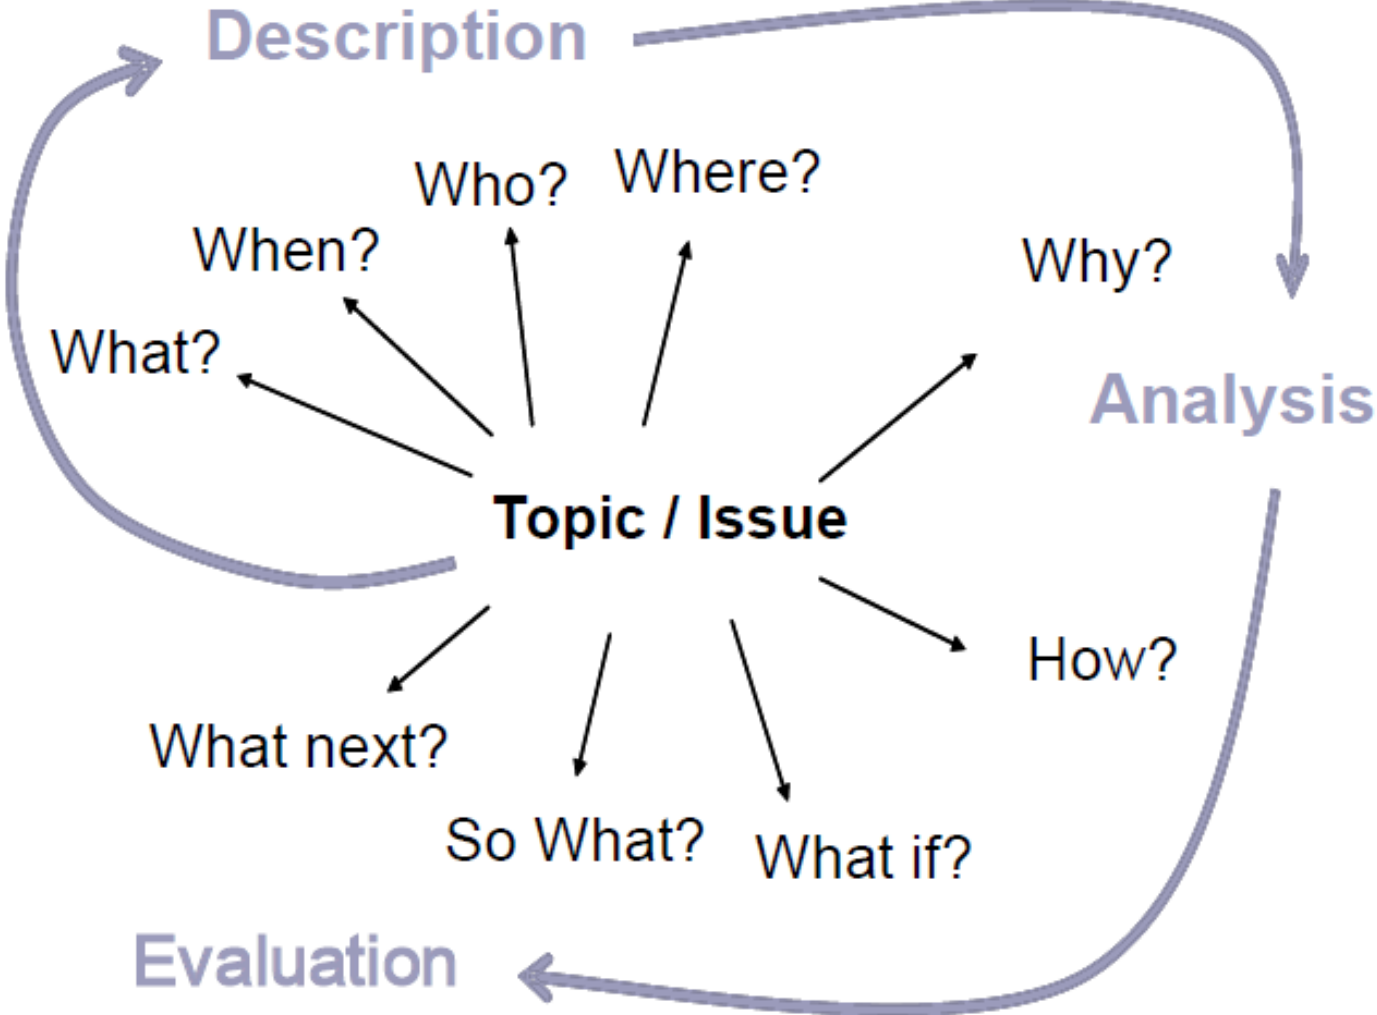 Description
Who?
Where?
When?
Why?
What?
Analysis
Topic / Issue
How?
What next?
So What?
What if?
Evaluation